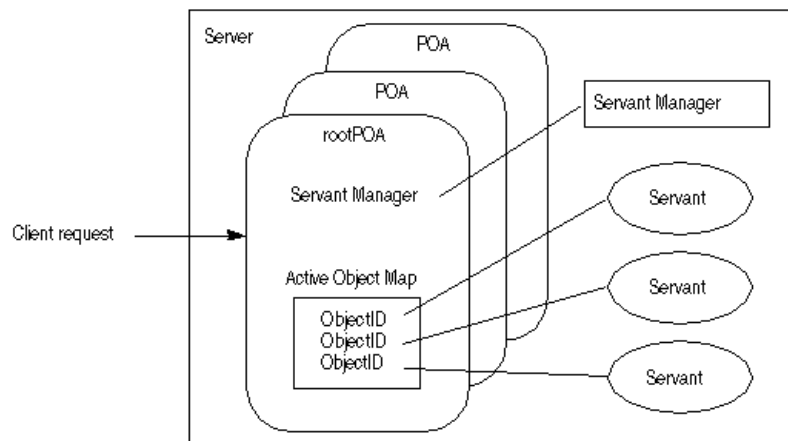 Server
POA
POA
rootPOA
Servant Manager
Servant Manager
Servant
Client request
Servant
Active Object Map
ObjectID
ObjectID
ObjectID
Servant